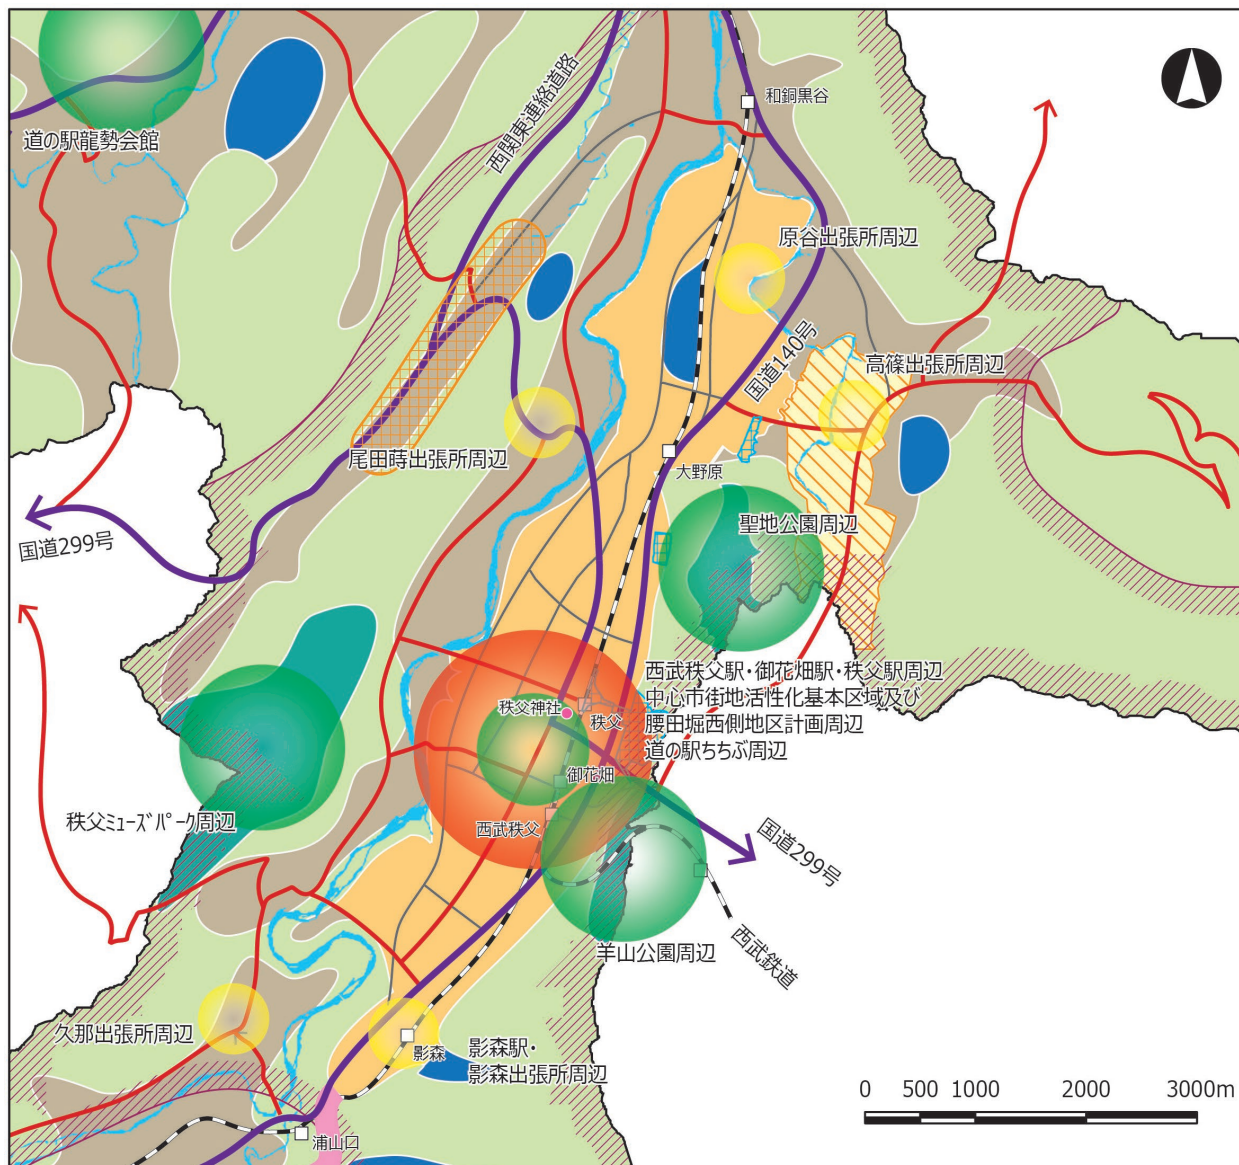 和銅黒谷
道の駅龍勢会館
西関東連絡道路
原谷出張所周辺
国道140号
高篠出張所周辺
尾田蒔出張所周辺
大野原
聖地公園周辺
国道299号
西武秩父駅・御花畑駅・秩父駅周辺
中心市街地活性化基本区域及び
腰田堀西側地区計画周辺
道の駅ちちぶ周辺
秩父神社
秩父
御花畑
秩父ミューズパーク周辺
西武秩父
国道299号
羊山公園周辺
西武鉄道
久那出張所周辺
影森
影森駅・
影森出張所周辺
浦山口
0 500 1000 2000 3000m